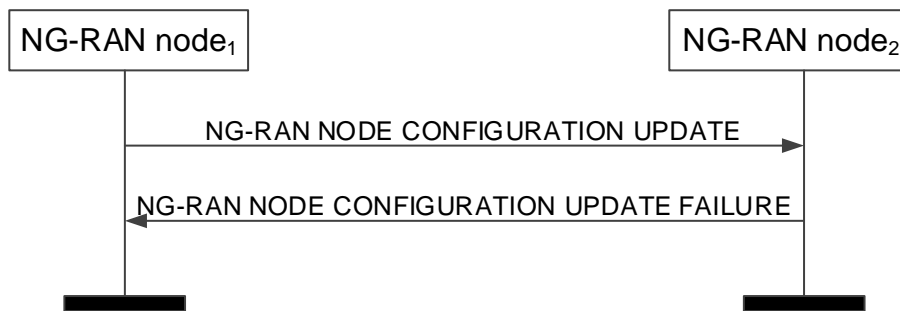 NG-RAN node₁
NG-RAN node₂
NG-RAN NODE CONFIGURATION UPDATE
NG-RAN NODE CONFIGURATION UPDATE FAILURE